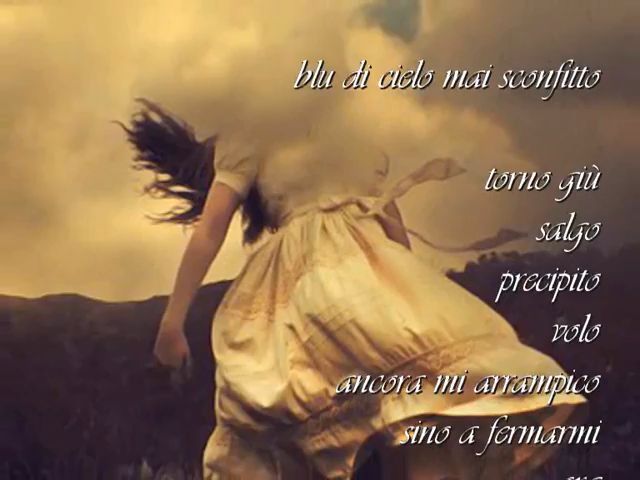 blu di cielo mai sconfitto
torno giù
salgo
precipito
volo
ancora mi arrampico
sino a fermarmi